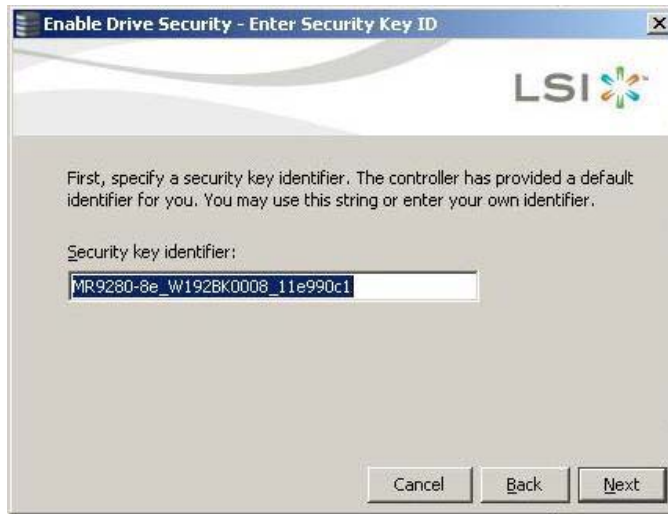 Enable Drive Security - Enter Security Key ID
LSI
First, specify a security key identifier. The controller has provided a default
identifier for you. You may use this string or enter your own identifier.
Security key identifier:
MR9280-8e_W192BK0008_11e990c1
Cancel Back Next